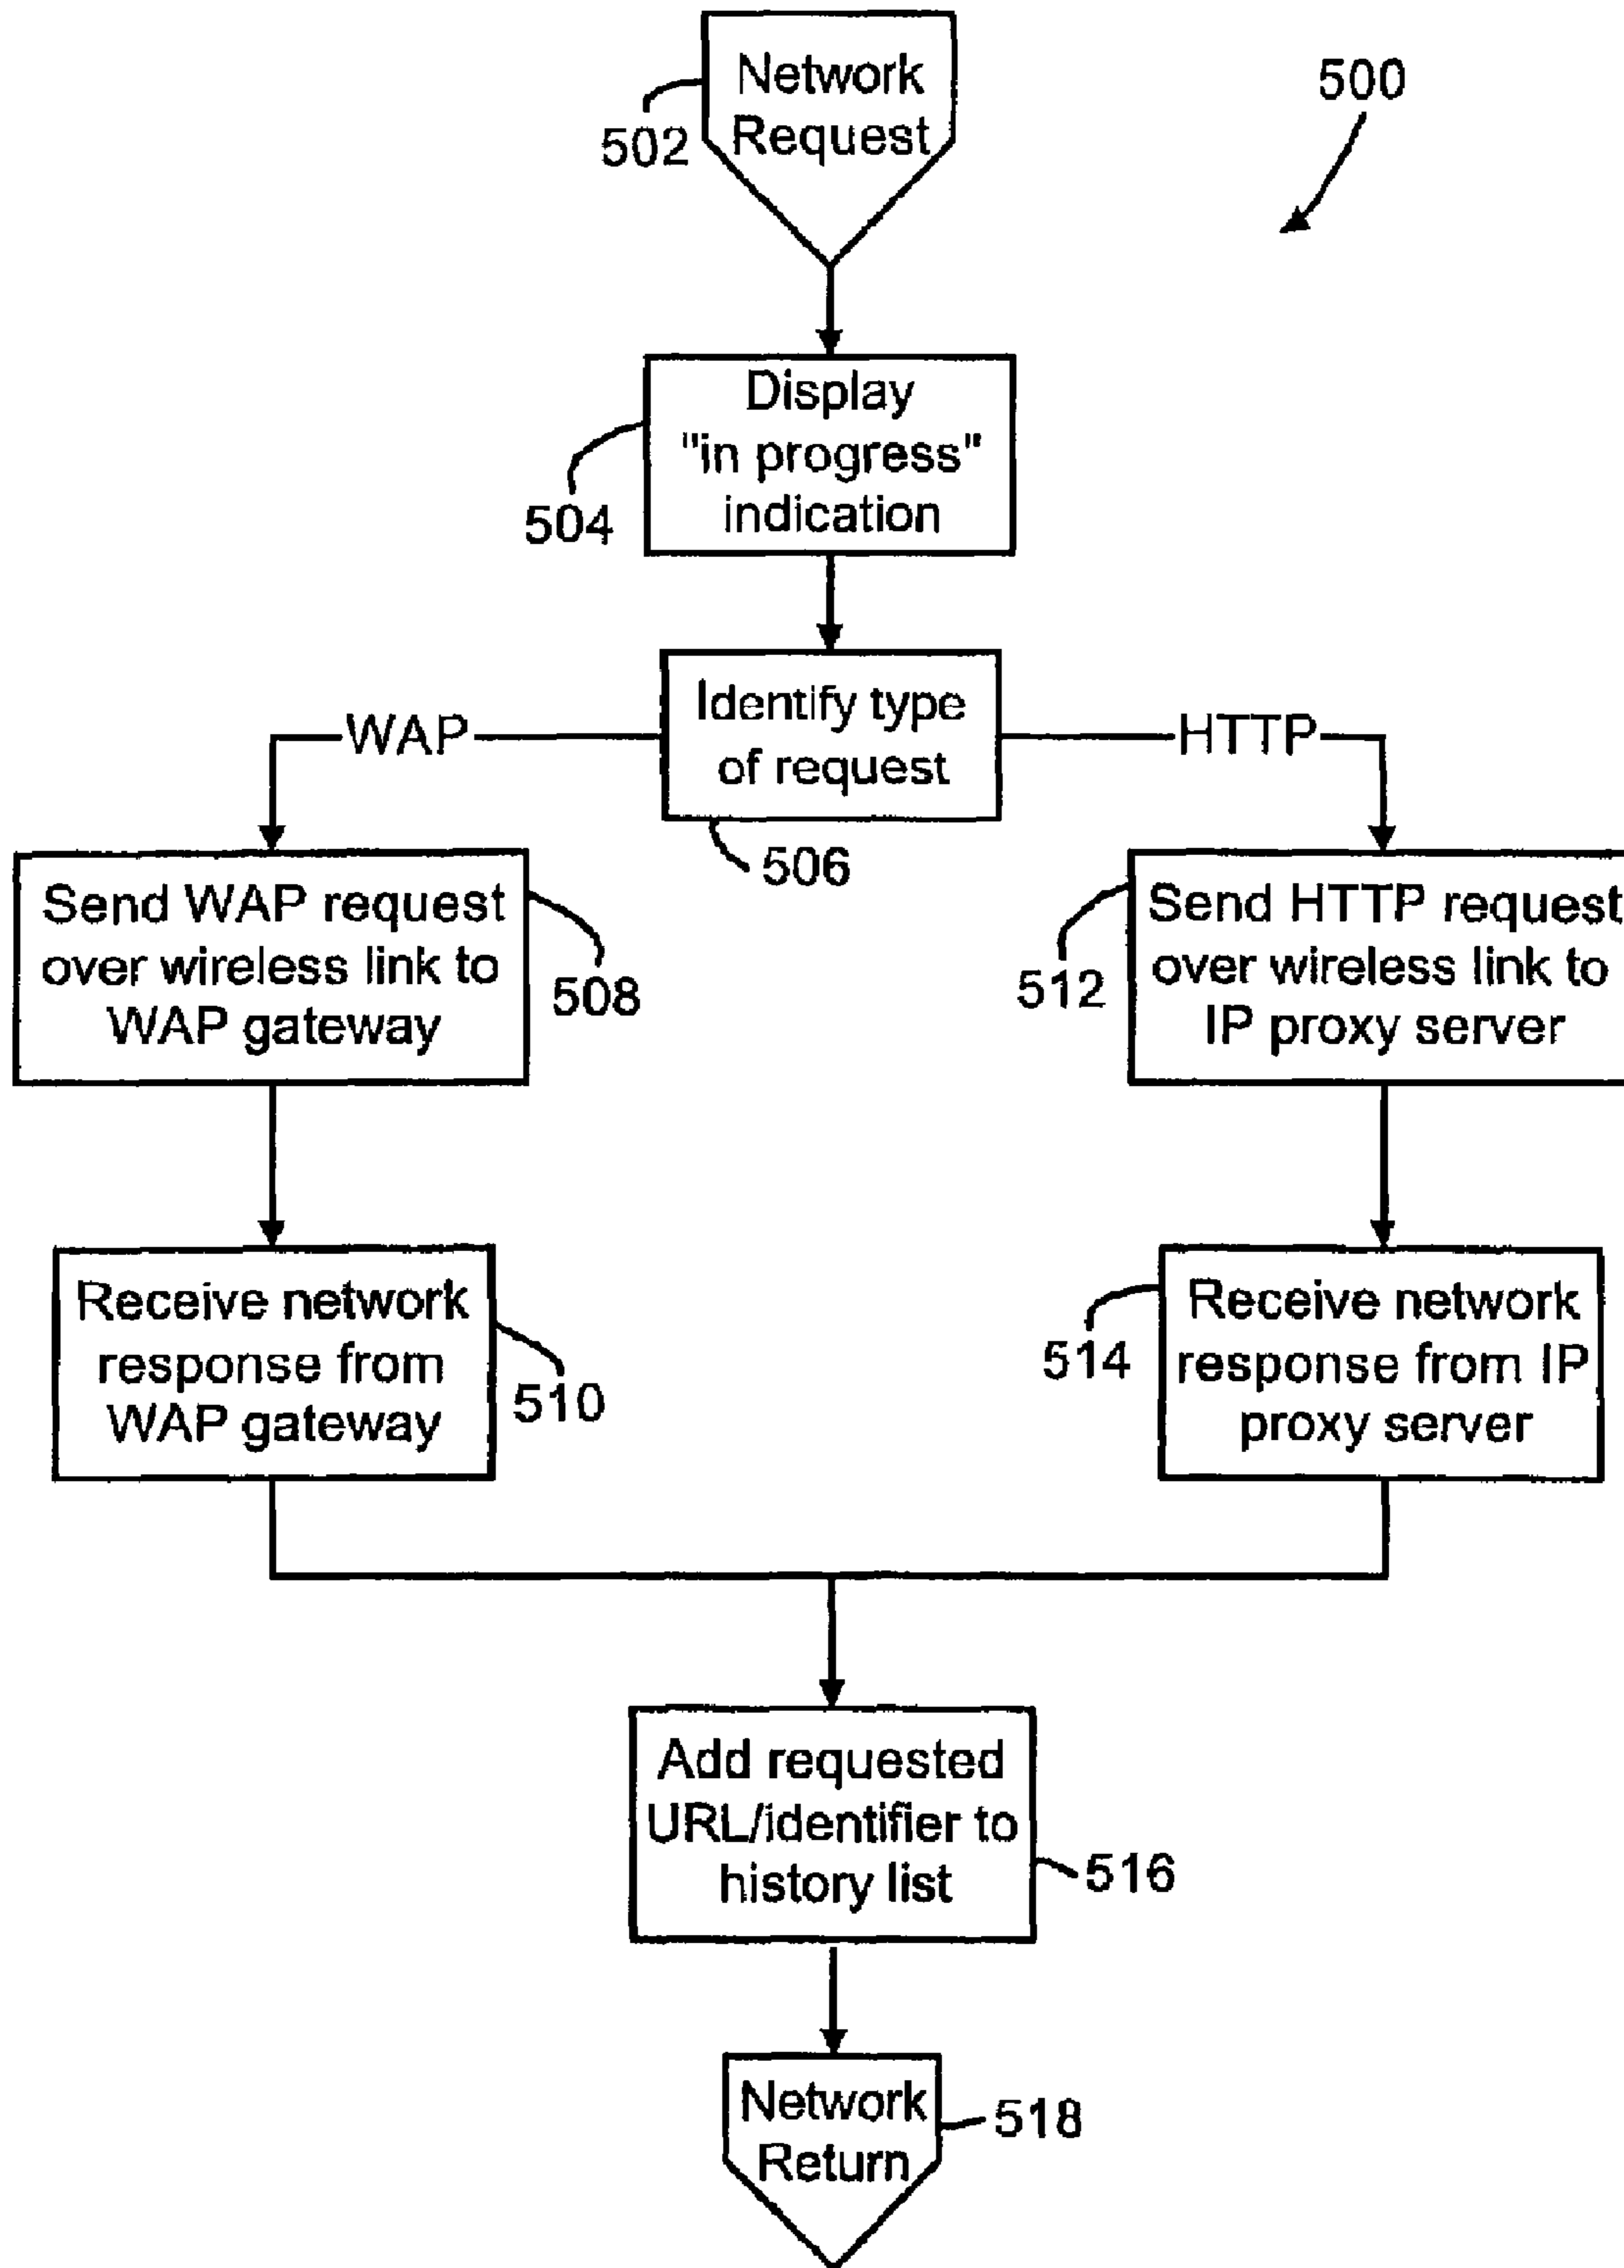 Network
Request
502
500
Display
"in progress"
indication
504
Identify type
of request
WAP
HTTP
506
Send WAP request
over wireless link to
WAP gateway
508
Send HTTP request
over wireless link to
IP proxy server
512
Receive network
response from
WAP gateway
510
Receive network
response from IP
proxy server
514
Add requested
URL/identifier to
history list
516
Network
Return
518